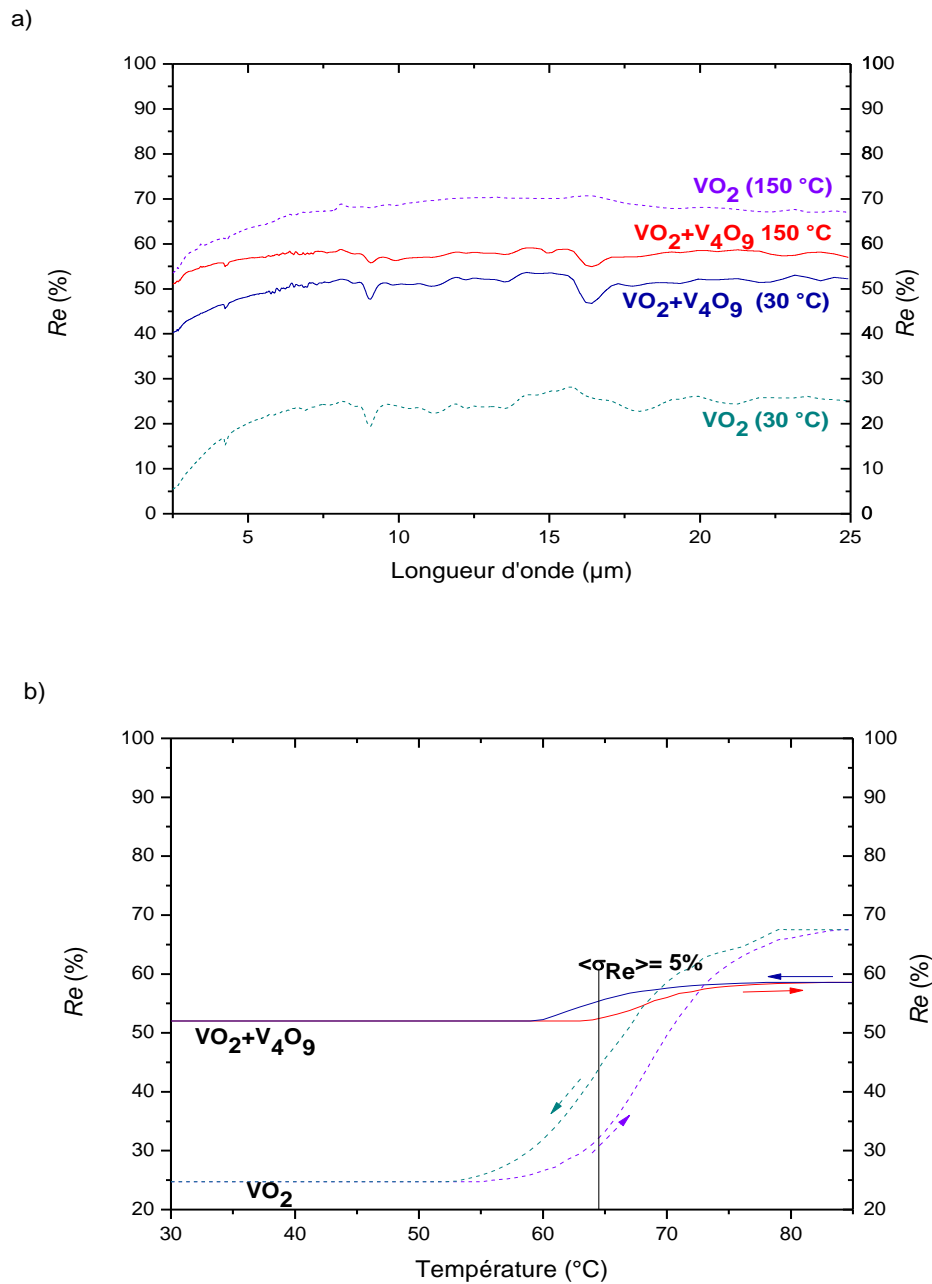 a)
100 100
90 90
80 80
70 70
60 60
50 50
40 40
30 30
20 20
10 10
0 0
Re (%)
Re (%)
VO2 (150 °C)
VO2+V4O9 150 °C
VO2+V4O9 (30 °C)
VO2 (30 °C)
5 10 15 20 25
Longueur d'onde (µm)
b)
100 100
90 90
80 80
70 70
60 60
50 50
40 40
30 30
20 20
Re (%)
Re (%)
<σRe>= 5%
VO2+V4O9
VO2
30 40 50 60 70 80
Température (°C)